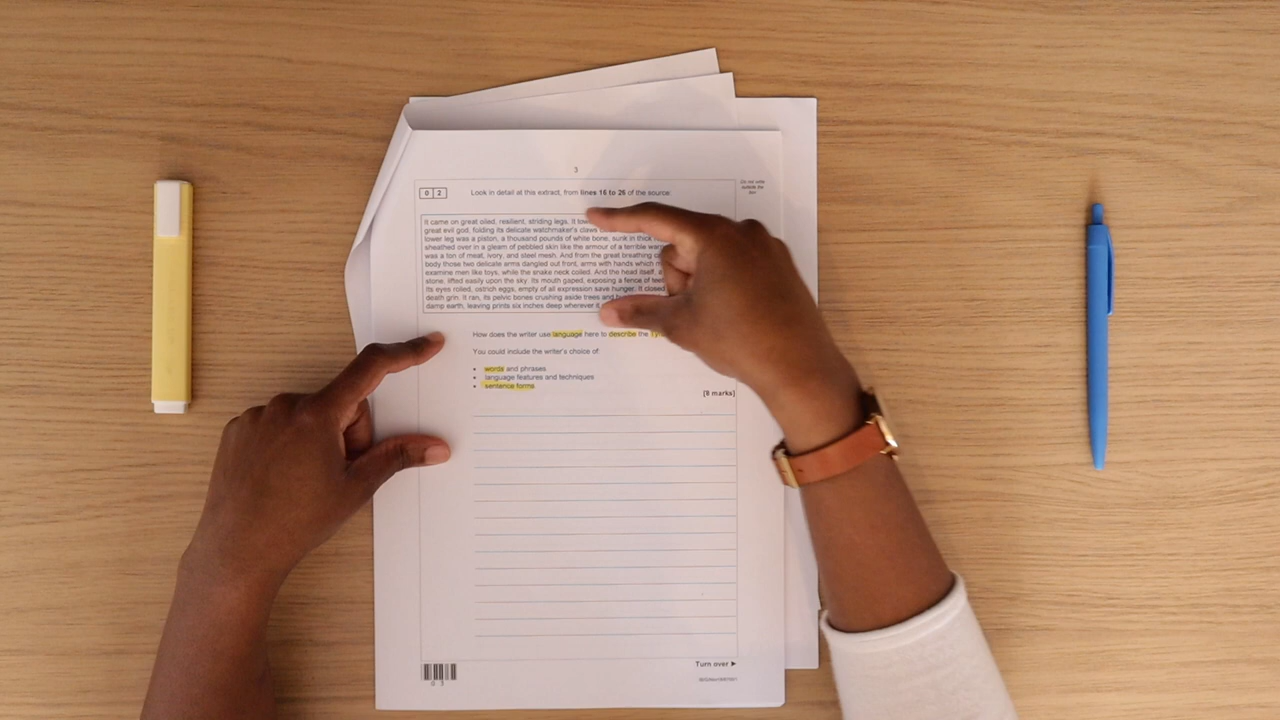 3
0 2 Look in detail at this extract, from lines 16 to 26 of the source:
Do not write
outside the
box
It came on great oiled, resilient, striding legs. It
great evil god, folding its delicate watchmaker's claws
lower leg was a piston, a thousand pounds of white bone, sunk in thick
sheathed over in a gleam of pebbled skin like the armour of a terrible
was a ton of meat, ivory, and steel mesh. And from the great breathing
body those two delicate arms dangled out front, arms with hands which
examine men like toys, while the snake neck coiled. And the head itself, a
stone, lifted easily upon the sky. Its mouth gaped, exposing a fence of
Its eyes rolled, ostrich eggs, empty of all expression save hunger. It closed
death grin. It ran, its pelvic bones crushing aside trees and
damp earth, leaving prints six inches deep wherever it
How does the writer use language here to describe the
You could include the writer's choice of:
• words and phrases
• language features and techniques
• sentence forms.
[8 marks]
Turn over ►
0 3